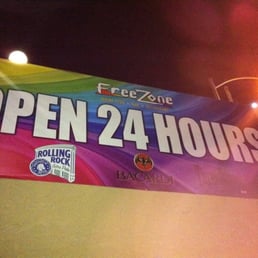 FreeZone
OPEN 24 HOURS
ROLLING
ROCK
BACARDI